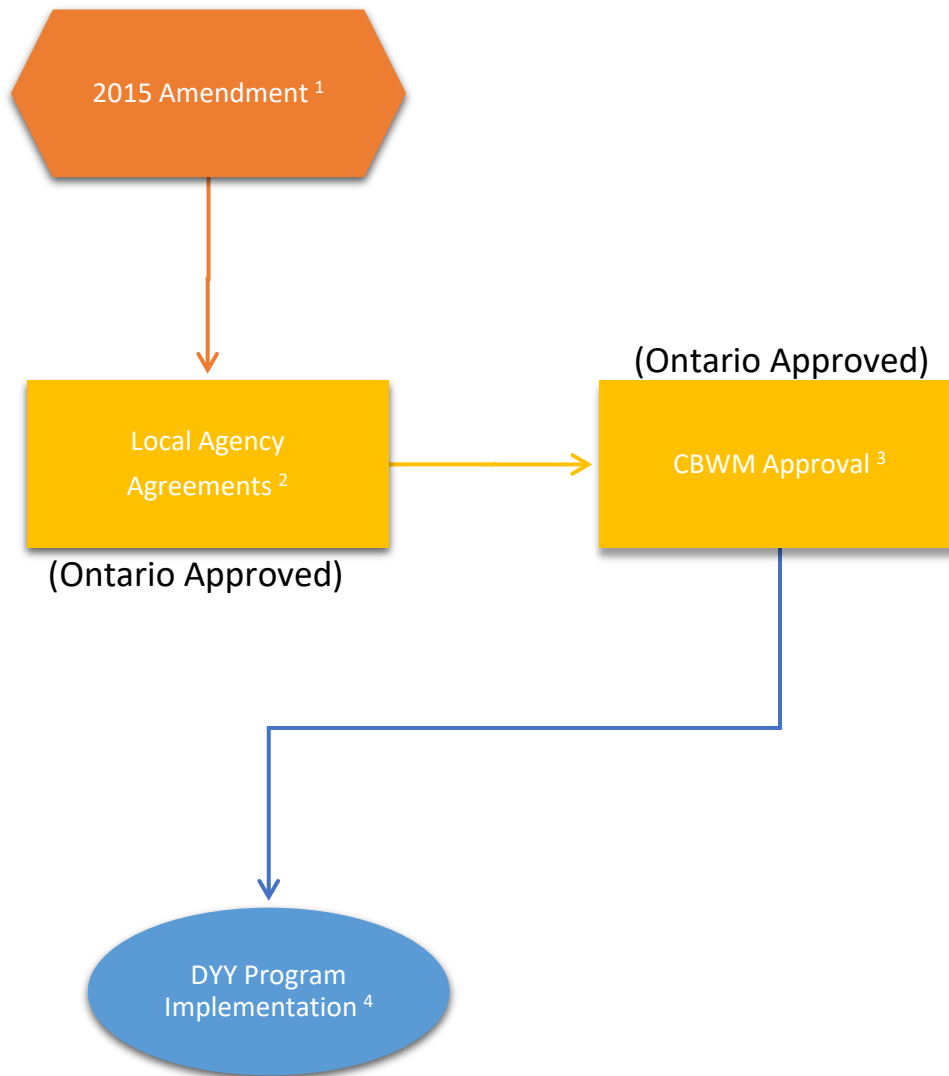 2015 Amendment ¹
(Ontario Approved)
Local Agency
Agreements ²
CBWM Approval ³
(Ontario Approved)
DYY Program
Implementation ⁴